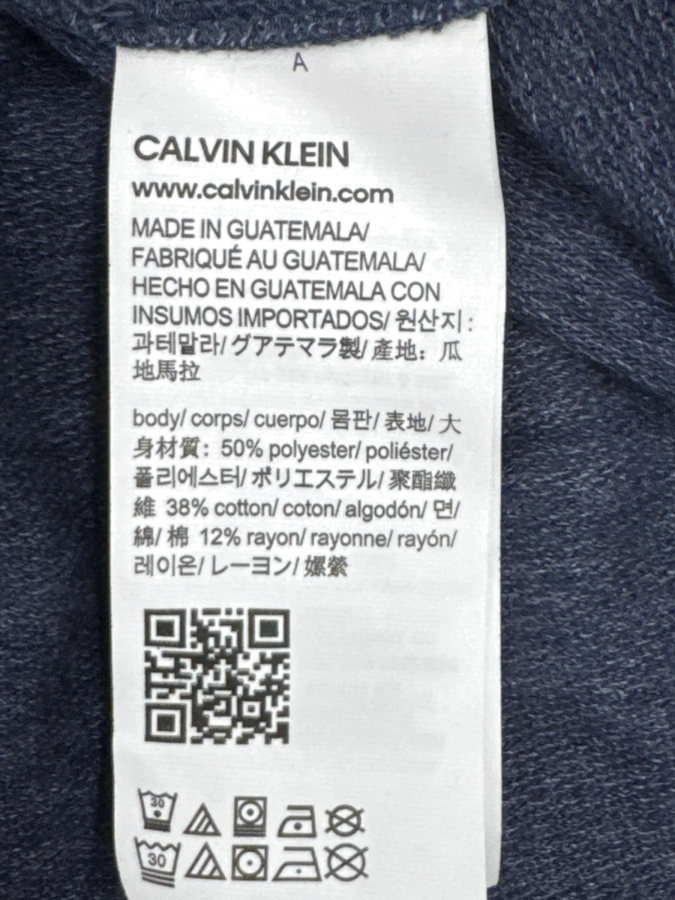 A
CALVIN KLEIN
www.calvinklein.com
MADE IN GUATEMALA/
FABRIQUÉ AU GUATEMALA/
HECHO EN GUATEMALA CON
INSUMOS IMPORTADOS/ 원산지:
과테말라/グアテマラ製/產地：瓜
地馬拉
body/ corps/ cuerpo/ 몸판/ 表地/ 大
身材質：50% polyester/ poliéster/
폴리에스터/ ポリエステル/ 聚酯纖
維 38% cotton/ coton/ algodón/ 면/
綿/ 棉 12% rayon/ rayonne/ rayón/
레이온/ レーヨン/ 嫘縈
30
30